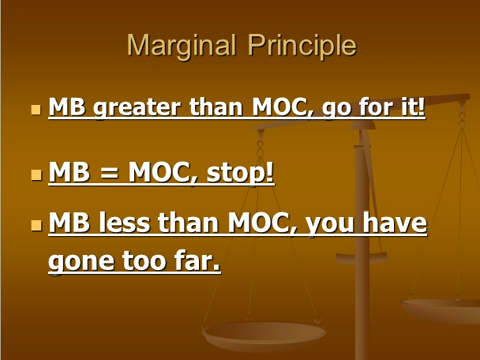 Marginal Principle
MB greater than MOC, go for it!
MB = MOC, stop!
MB less than MOC, you have
gone too far.